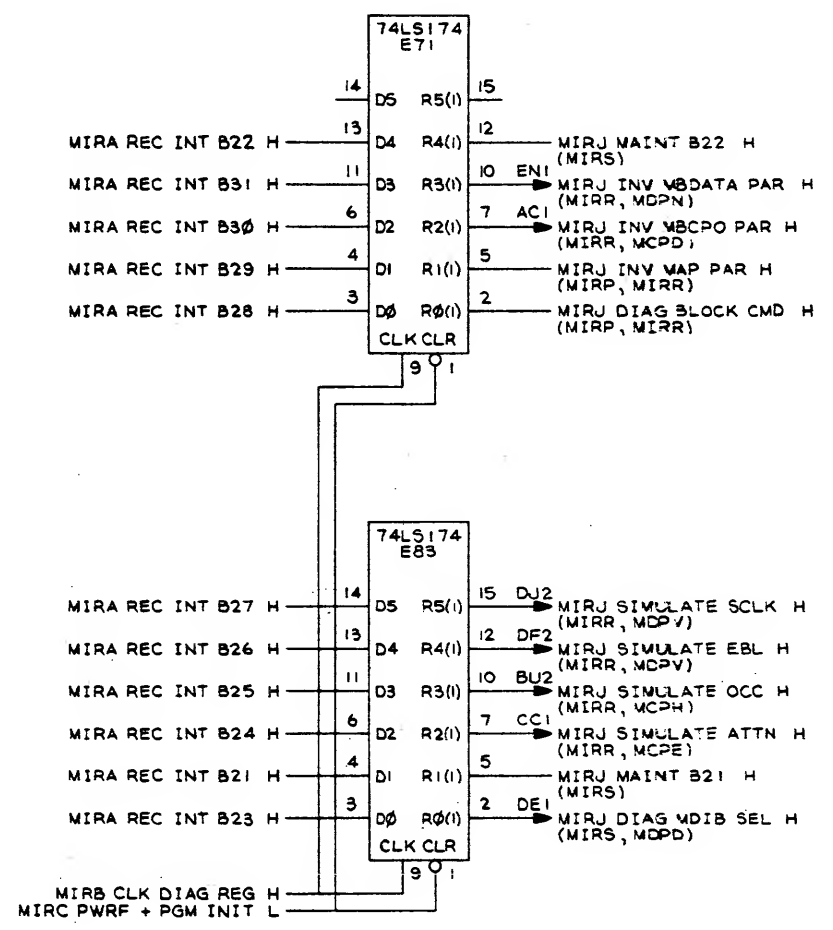 74LS174
E71
14 D5 R5(1) 15
MIRA REC INT B22 H 13 D4 R4(1) 12 MIRJ MAINT B22 H
(MIRS)
MIRA REC INT B31 H 11 D3 R3(1) 10 EN1 MIRJ INV MBDATA PAR H
(MIRR, MDPN)
MIRA REC INT B3Ø H 6 D2 R2(1) 7 AC1 MIRJ INV MBCPO PAR H
(MIRR, MCPD)
MIRA REC INT B29 H 4 D1 R1(1) 5 MIRJ INV MAP PAR H
(MIRP, MIRR)
MIRA REC INT B28 H 3 DØ RØ(1) 2 MIRJ DIAG BLOCK CMD H
(MIRP, MIRR)
CLK CLR
9 1
74LS174
E83
MIRA REC INT B27 H 14 D5 R5(1) 15 DJ2 MIRJ SIMULATE SCLK H
(MIRR, MDPV)
MIRA REC INT B26 H 13 D4 R4(1) 12 DF2 MIRJ SIMULATE EBL H
(MIRR, MDPV)
MIRA REC INT B25 H 11 D3 R3(1) 10 BU2 MIRJ SIMULATE OCC H
(MIRR, MCPH)
MIRA REC INT B24 H 6 D2 R2(1) 7 CC1 MIRJ SIMULATE ATTN H
(MIRR, MCPE)
MIRA REC INT B21 H 4 D1 R1(1) 5 MIRJ MAINT B21 H
(MIRS)
MIRA REC INT B23 H 3 DØ RØ(1) 2 DE1 MIRJ DIAG MDIB SEL H
(MIRS, MDPD)
CLK CLR
9 1
MIRB CLK DIAG REG H
MIRC PWRF + PGM INIT L